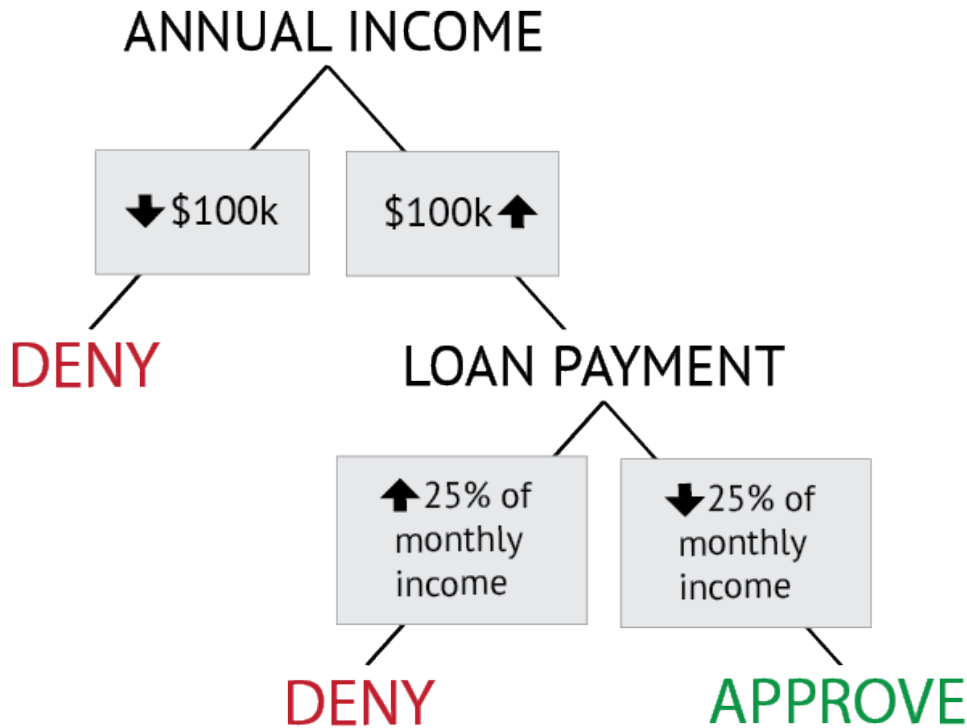 ANNUAL INCOME
$100k
$100k
DENY
LOAN PAYMENT
25% of
monthly
income
25% of
monthly
income
DENY
APPROVE